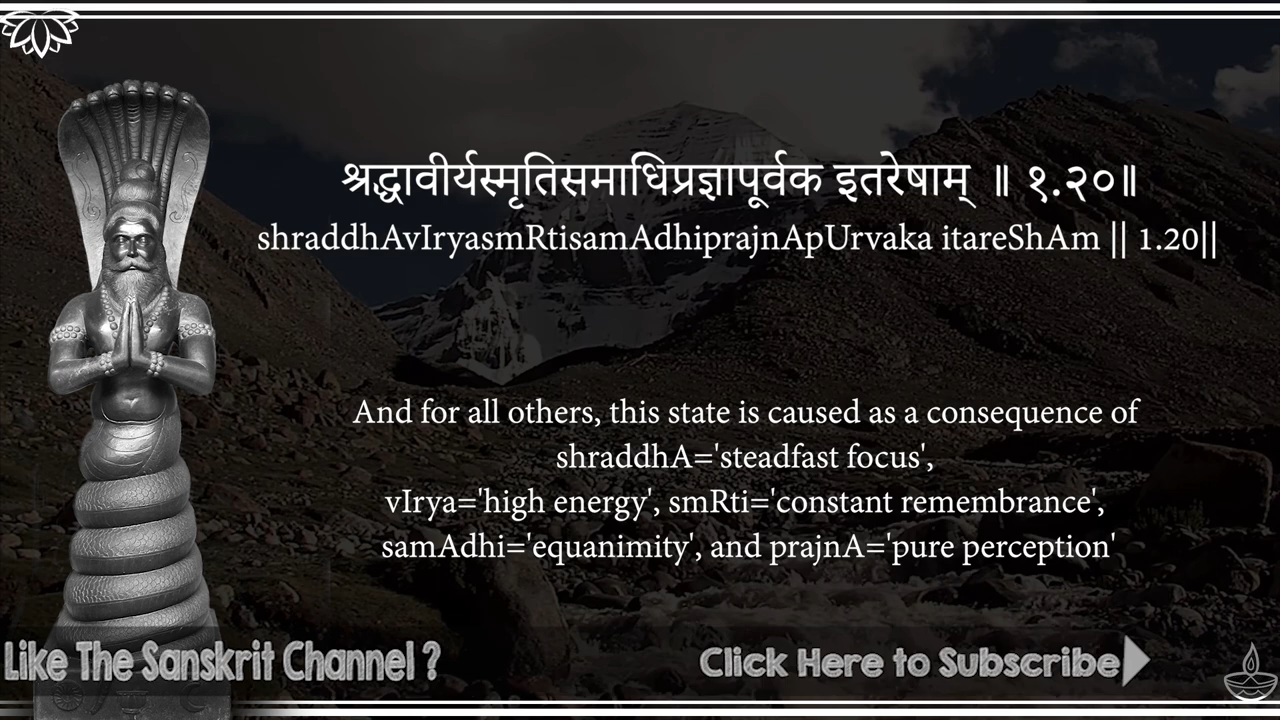 श्रद्धावीर्यस्मृतिसमाधिप्रज्ञापूर्वक इतरेषाम् ॥ १.२०॥
shraddhAvIryasmRtisamAdhiprajnApUrvaka itareShAm || 1.20||
And for all others, this state is caused as a consequence of
shraddhA='steadfast focus',
vIrya='high energy', smRti='constant remembrance',
samAdhi='equanimity', and prajnA='pure perception'
Like The Sanskrit Channel ?
Click Here to Subscribe